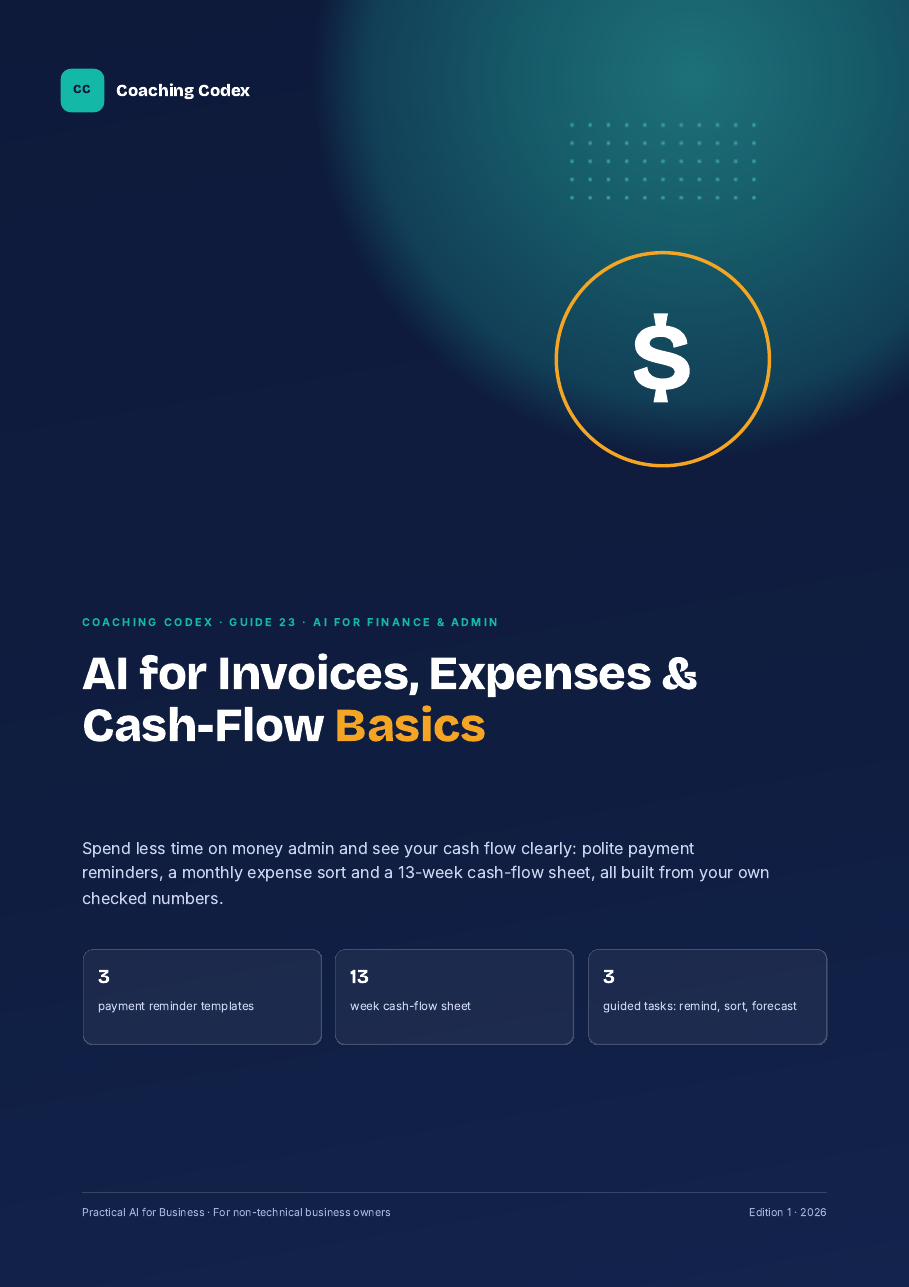 CC
Coaching Codex
$
COACHING CODEX · GUIDE 23 · AI FOR FINANCE & ADMIN
AI for Invoices, Expenses &
Cash-Flow Basics
Spend less time on money admin and see your cash flow clearly: polite payment
reminders, a monthly expense sort and a 13-week cash-flow sheet, all built from your own
checked numbers.
3
payment reminder templates
13
week cash-flow sheet
3
guided tasks: remind, sort, forecast
Practical AI for Business · For non-technical business owners
Edition 1 · 2026